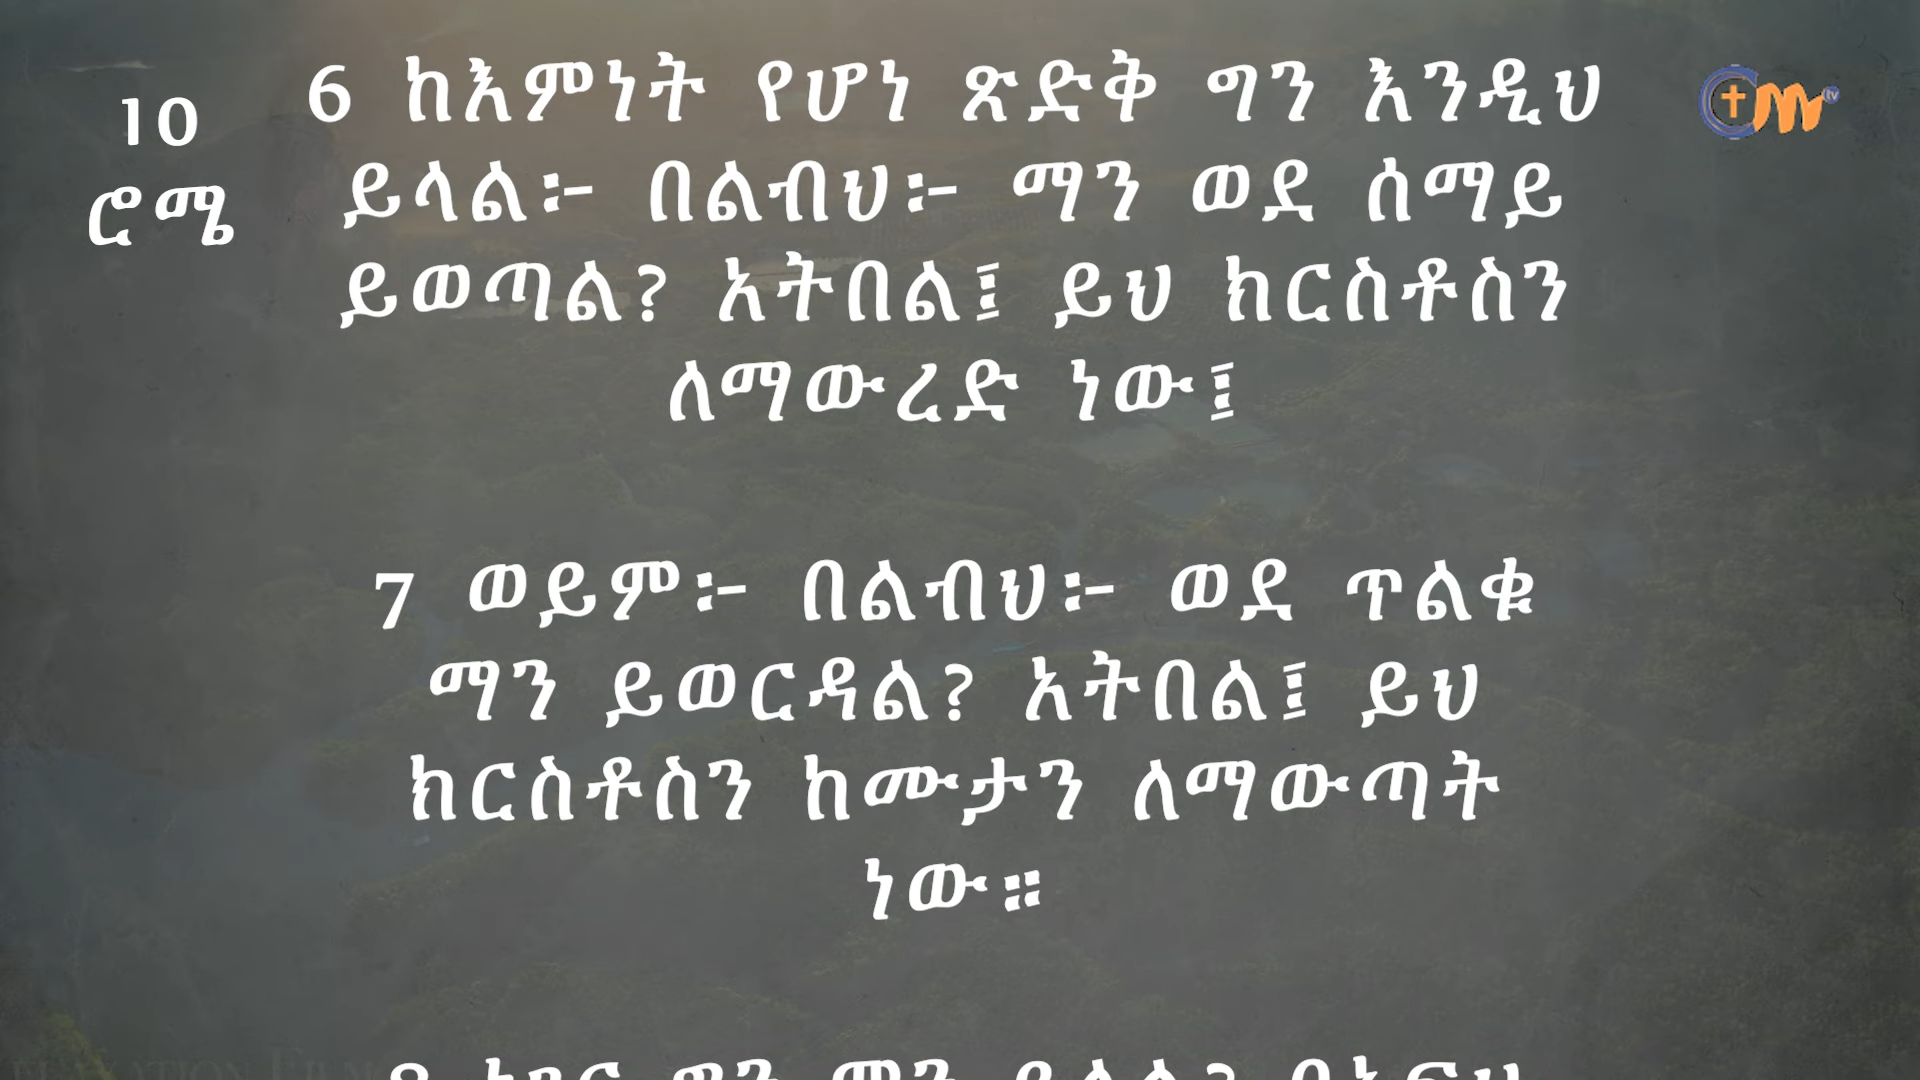 10
ሮሜ
6 ከእምነት የሆነ ጽድቅ ግን እንዲህ
ይላል፦ በልብህ፦ ማን ወደ ሰማይ
ይወጣል? አትበል፤ ይህ ክርስቶስን
ለማውረድ ነው፤
7 ወይም፦ በልብህ፦ ወደ ጥልቁ
ማን ይወርዳል? አትበል፤ ይህ
ክርስቶስን ከሙታን ለማውጣት
ነው።